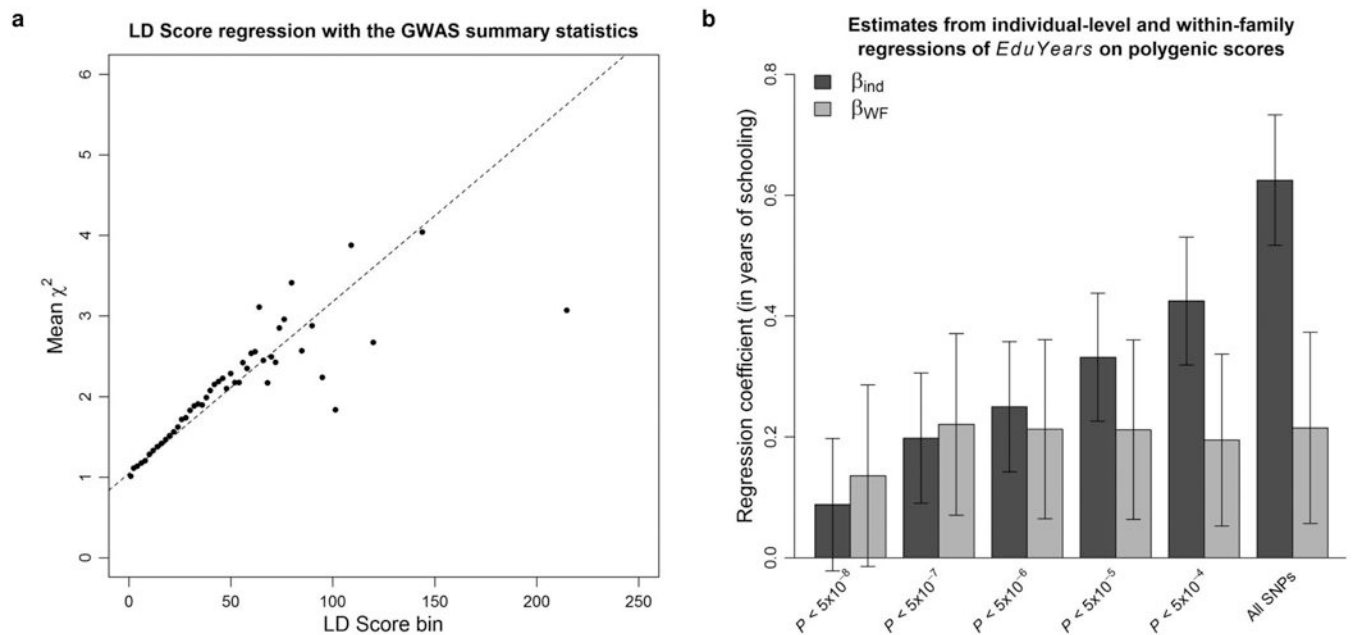 a
LD Score regression with the GWAS summary statistics
Mean χ²
6
5
4
3
2
1
0
0 50 100 150 200 250
LD Score bin
b
Estimates from individual-level and within-family
regressions of EduYears on polygenic scores
Regression coefficient (in years of schooling)
0.8
0.6
0.4
0.2
0.0
βind
βWF
P < 5x10⁻⁸
P < 5x10⁻⁷
P < 5x10⁻⁶
P < 5x10⁻⁵
P < 5x10⁻⁴
All SNPs